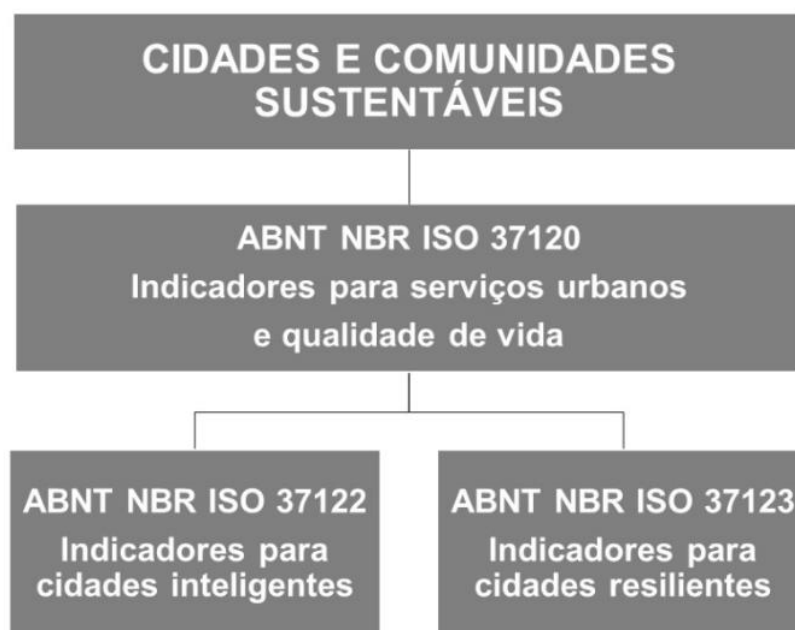 CIDADES E COMUNIDADES
SUSTENTÁVEIS
ABNT NBR ISO 37120
Indicadores para serviços urbanos
e qualidade de vida
ABNT NBR ISO 37122
Indicadores para
cidades inteligentes
ABNT NBR ISO 37123
Indicadores para
cidades resilientes